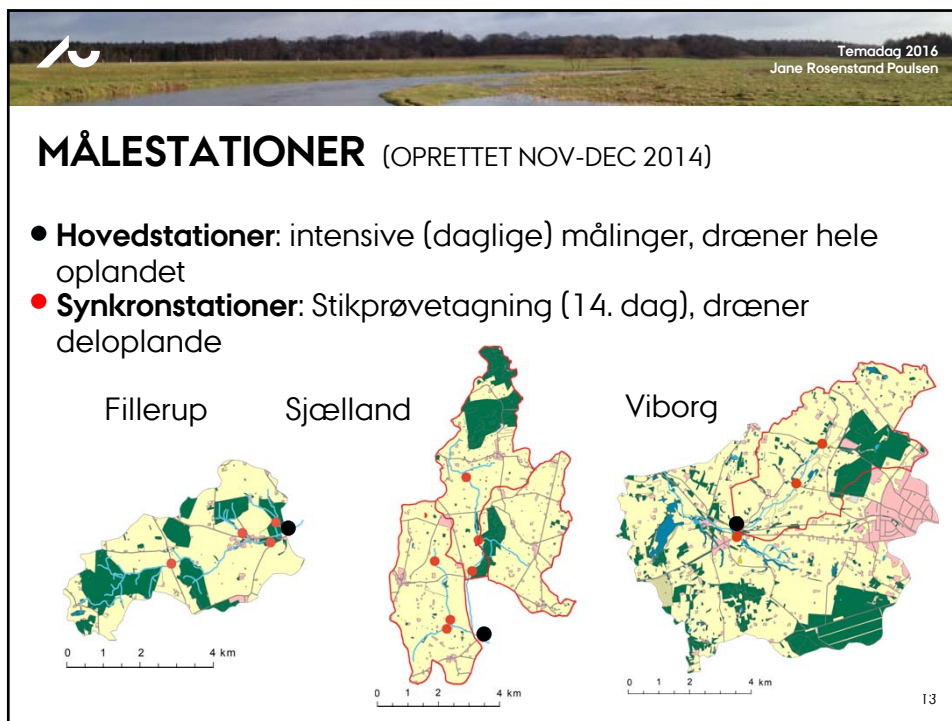 Temadag 2016
Jane Rosenstand Poulsen
MÅLESTATIONER (OPRETTET NOV-DEC 2014)
Hovedstationer: intensive (daglige) målinger, dræner hele
oplandet
Synkronstationer: Stikprøvetagning (14. dag), dræner
deloplande
Fillerup
Sjælland
Viborg
0 1 2 4 km
0 1 2 4 km
0 1 2 4 km
13